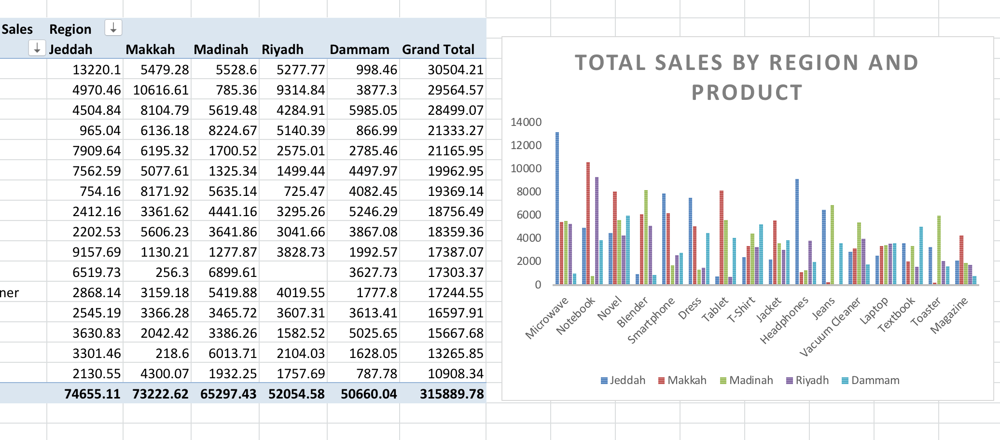 Sales Region ↓
↓ Jeddah Makkah Madinah Riyadh Dammam Grand Total
13220.1 5479.28 5528.6 5277.77 998.46 30504.21
4970.46 10616.61 785.36 9314.84 3877.3 29564.57
4504.84 8104.79 5619.48 4284.91 5985.05 28499.07
965.04 6136.18 8224.67 5140.39 866.99 21333.27
7909.64 6195.32 1700.52 2575.01 2785.46 21165.95
7562.59 5077.61 1325.34 1499.44 4497.97 19962.95
754.16 8171.92 5635.14 725.47 4082.45 19369.14
2412.16 3361.62 4441.16 3295.26 5246.29 18756.49
2202.53 5606.23 3641.86 3041.66 3867.08 18359.36
9157.69 1130.21 1277.87 3828.73 1992.57 17387.07
6519.73 256.3 6899.61 3627.73 17303.37
ner 2868.14 3159.18 5419.88 4019.55 1777.8 17244.55
2545.19 3366.28 3465.72 3607.31 3613.41 16597.91
3630.83 2042.42 3386.26 1582.52 5025.65 15667.68
3301.46 218.6 6013.71 2104.03 1628.05 13265.85
2130.55 4300.07 1932.25 1757.69 787.78 10908.34
74655.11 73222.62 65297.43 52054.58 50660.04 315889.78
TOTAL SALES BY REGION AND
PRODUCT
14000
12000
10000
8000
6000
4000
2000
0
Microwave
Notebook
Novel
Blender
Smartphone
Dress
Tablet
T-Shirt
Jacket
Headphones
Jeans
Vacuum Cleaner
Laptop
Textbook
Toaster
Magazine
Jeddah Makkah Madinah Riyadh Dammam